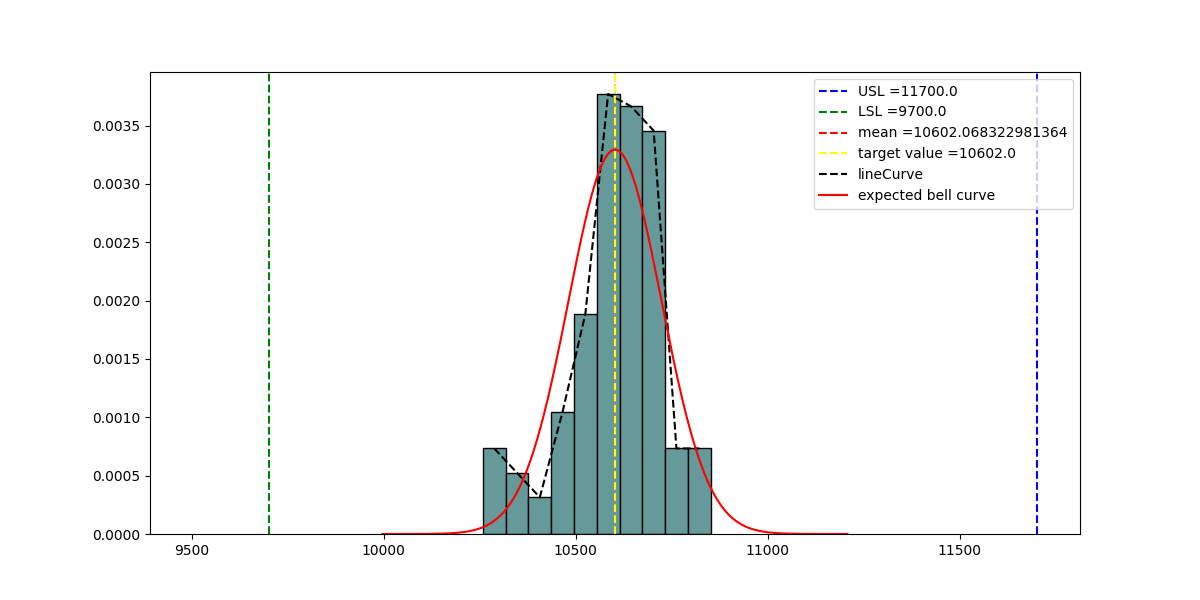 USL =11700.0
LSL =9700.0
mean =10602.068322981364
target value =10602.0
lineCurve
expected bell curve
0.0035
0.0030
0.0025
0.0020
0.0015
0.0010
0.0005
0.0000
9500 10000 10500 11000 11500